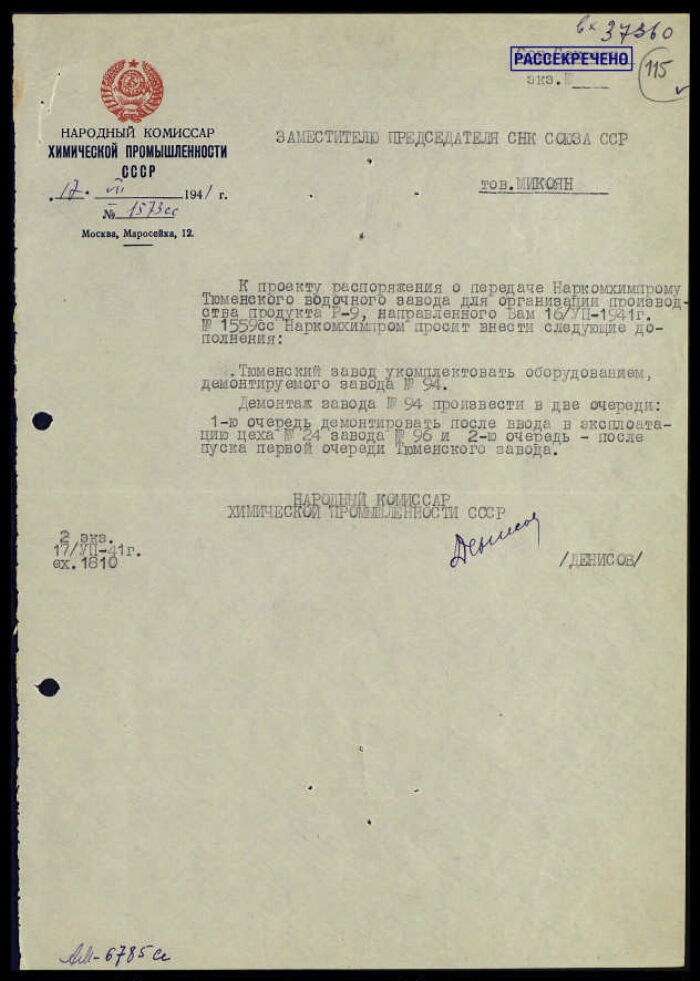 вх 37360
РАССЕКРЕЧЕНО
экз.№
115
НАРОДНЫЙ КОМИССАР
ХИМИЧЕСКОЙ ПРОМЫШЛЕННОСТИ
СССР
17 VII 1941 г.
№ 1573сс
Москва, Маросейка, 12.
ЗАМЕСТИТЕЛЮ ПРЕДСЕДАТЕЛЯ СНК СОЮЗА ССР
тов.МИКОЯН
К проекту распоряжения о передаче Наркомхимпрому
Тюменского водочного завода для организации производ-
ства продукта Р-9, направленного Вам 16/УП-1941г.
№ 1559сс Наркомхимпром просит внести следующие до-
полнения:
.Тюменский завод укомплектовать оборудованием,
демонтируемого завода № 94.
Демонтаж завода № 94 произвести в две очереди:
1-ю очередь демонтировать после ввода в эксплоата-
цию цеха № 24 завода № 96 и 2-ю очередь - после
пуска первой очереди Тюменского завода.
НАРОДНЫЙ КОМИССАР
ХИМИЧЕСКОЙ ПРОМЫШЛЕННОСТИ СССР
Денисов
/ДЕНИСОВ/
2 экз.
17/УП-41г.
вх.1810
АМ-6785сс